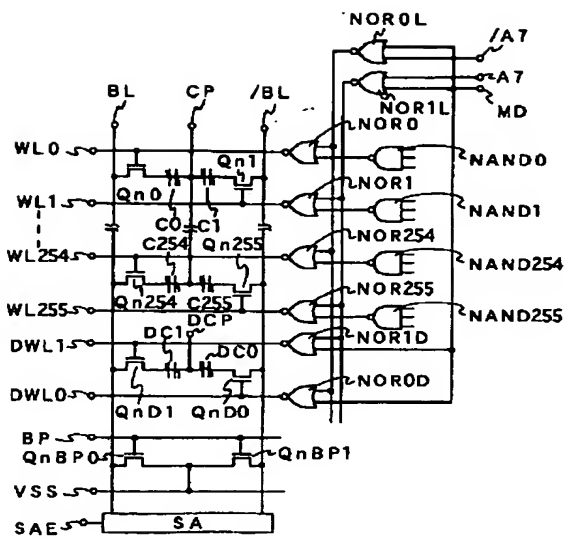 NOR0L
/A7
BL CP /BL
A7
NOR1L
MD
NOR0
WL0
Qn1
NAND0
Qn0
NOR1
WL1
C0 C1
NAND1
C254 Qn255
NOR254
WL254
NAND254
Qn254 C255
NOR255
WL255
DCP
NAND255
DC1 DC0
NOR1D
DWL1
NOR0D
DWL0
QnD1 QnD0
BP
QnBP0 QnBP1
VSS
SAE SA